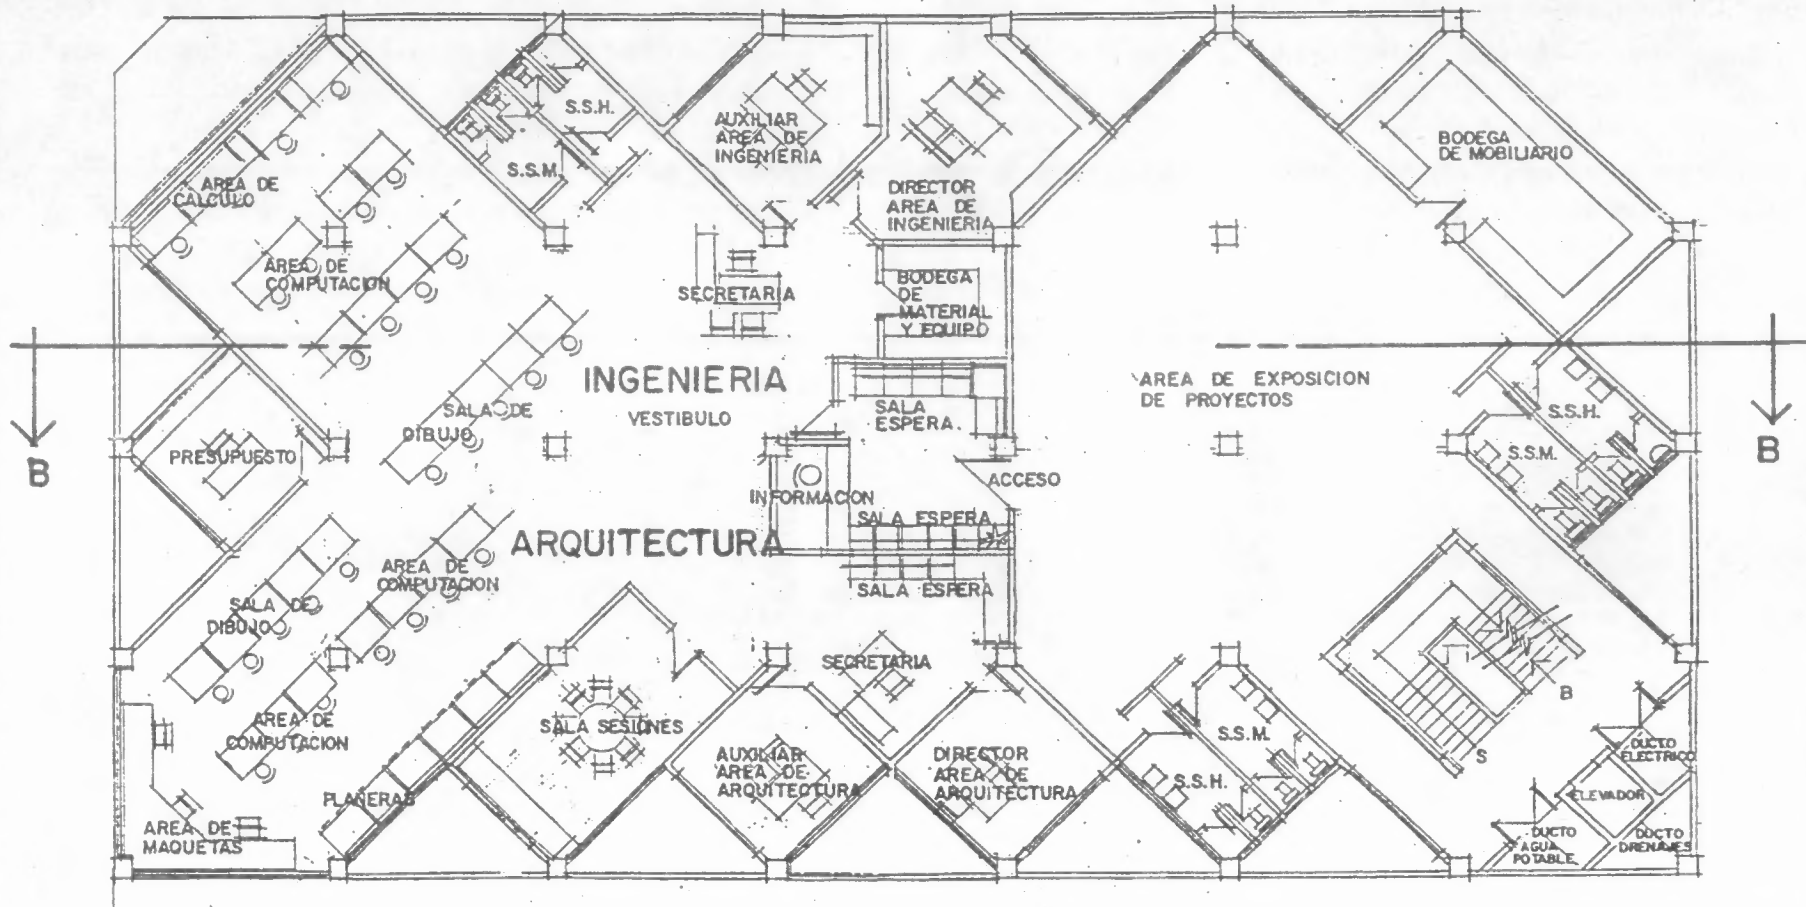 S.S.H.
S.S.M.
AUXILIAR
AREA DE
INGENIERIA
DIRECTOR
AREA DE
INGENIERIA
BODEGA
DE MOBILIARIO
AREA DE
CALCULO
AREA DE
COMPUTACION
SECRETARIA
BODEGA
DE
MATERIAL
Y EQUIPO
INGENIERIA
VESTIBULO
SALA DE
DIBUJO
SALA
ESPERA.
AREA DE EXPOSICION
DE PROYECTOS
S.S.H.
S.S.M.
B
B
PRESUPUESTO
INFORMACION
ACCESO
SALA ESPERA
SALA ESPERA
ARQUITECTURA
AREA DE
COMPUTACION
SALA DE
DIBUJO
SECRETARIA
SALA SESIONES
AREA DE
COMPUTACION
PLANERAS
AREA DE
MAQUETAS
AUXILIAR
AREA DE
ARQUITECTURA
DIRECTOR
AREA DE
ARQUITECTURA
S.S.M.
S.S.H.
B
S
DUCTO
ELECTRICO
ELEVADOR
DUCTO
AGUA
POTABLE
DUCTO
DRENAJES